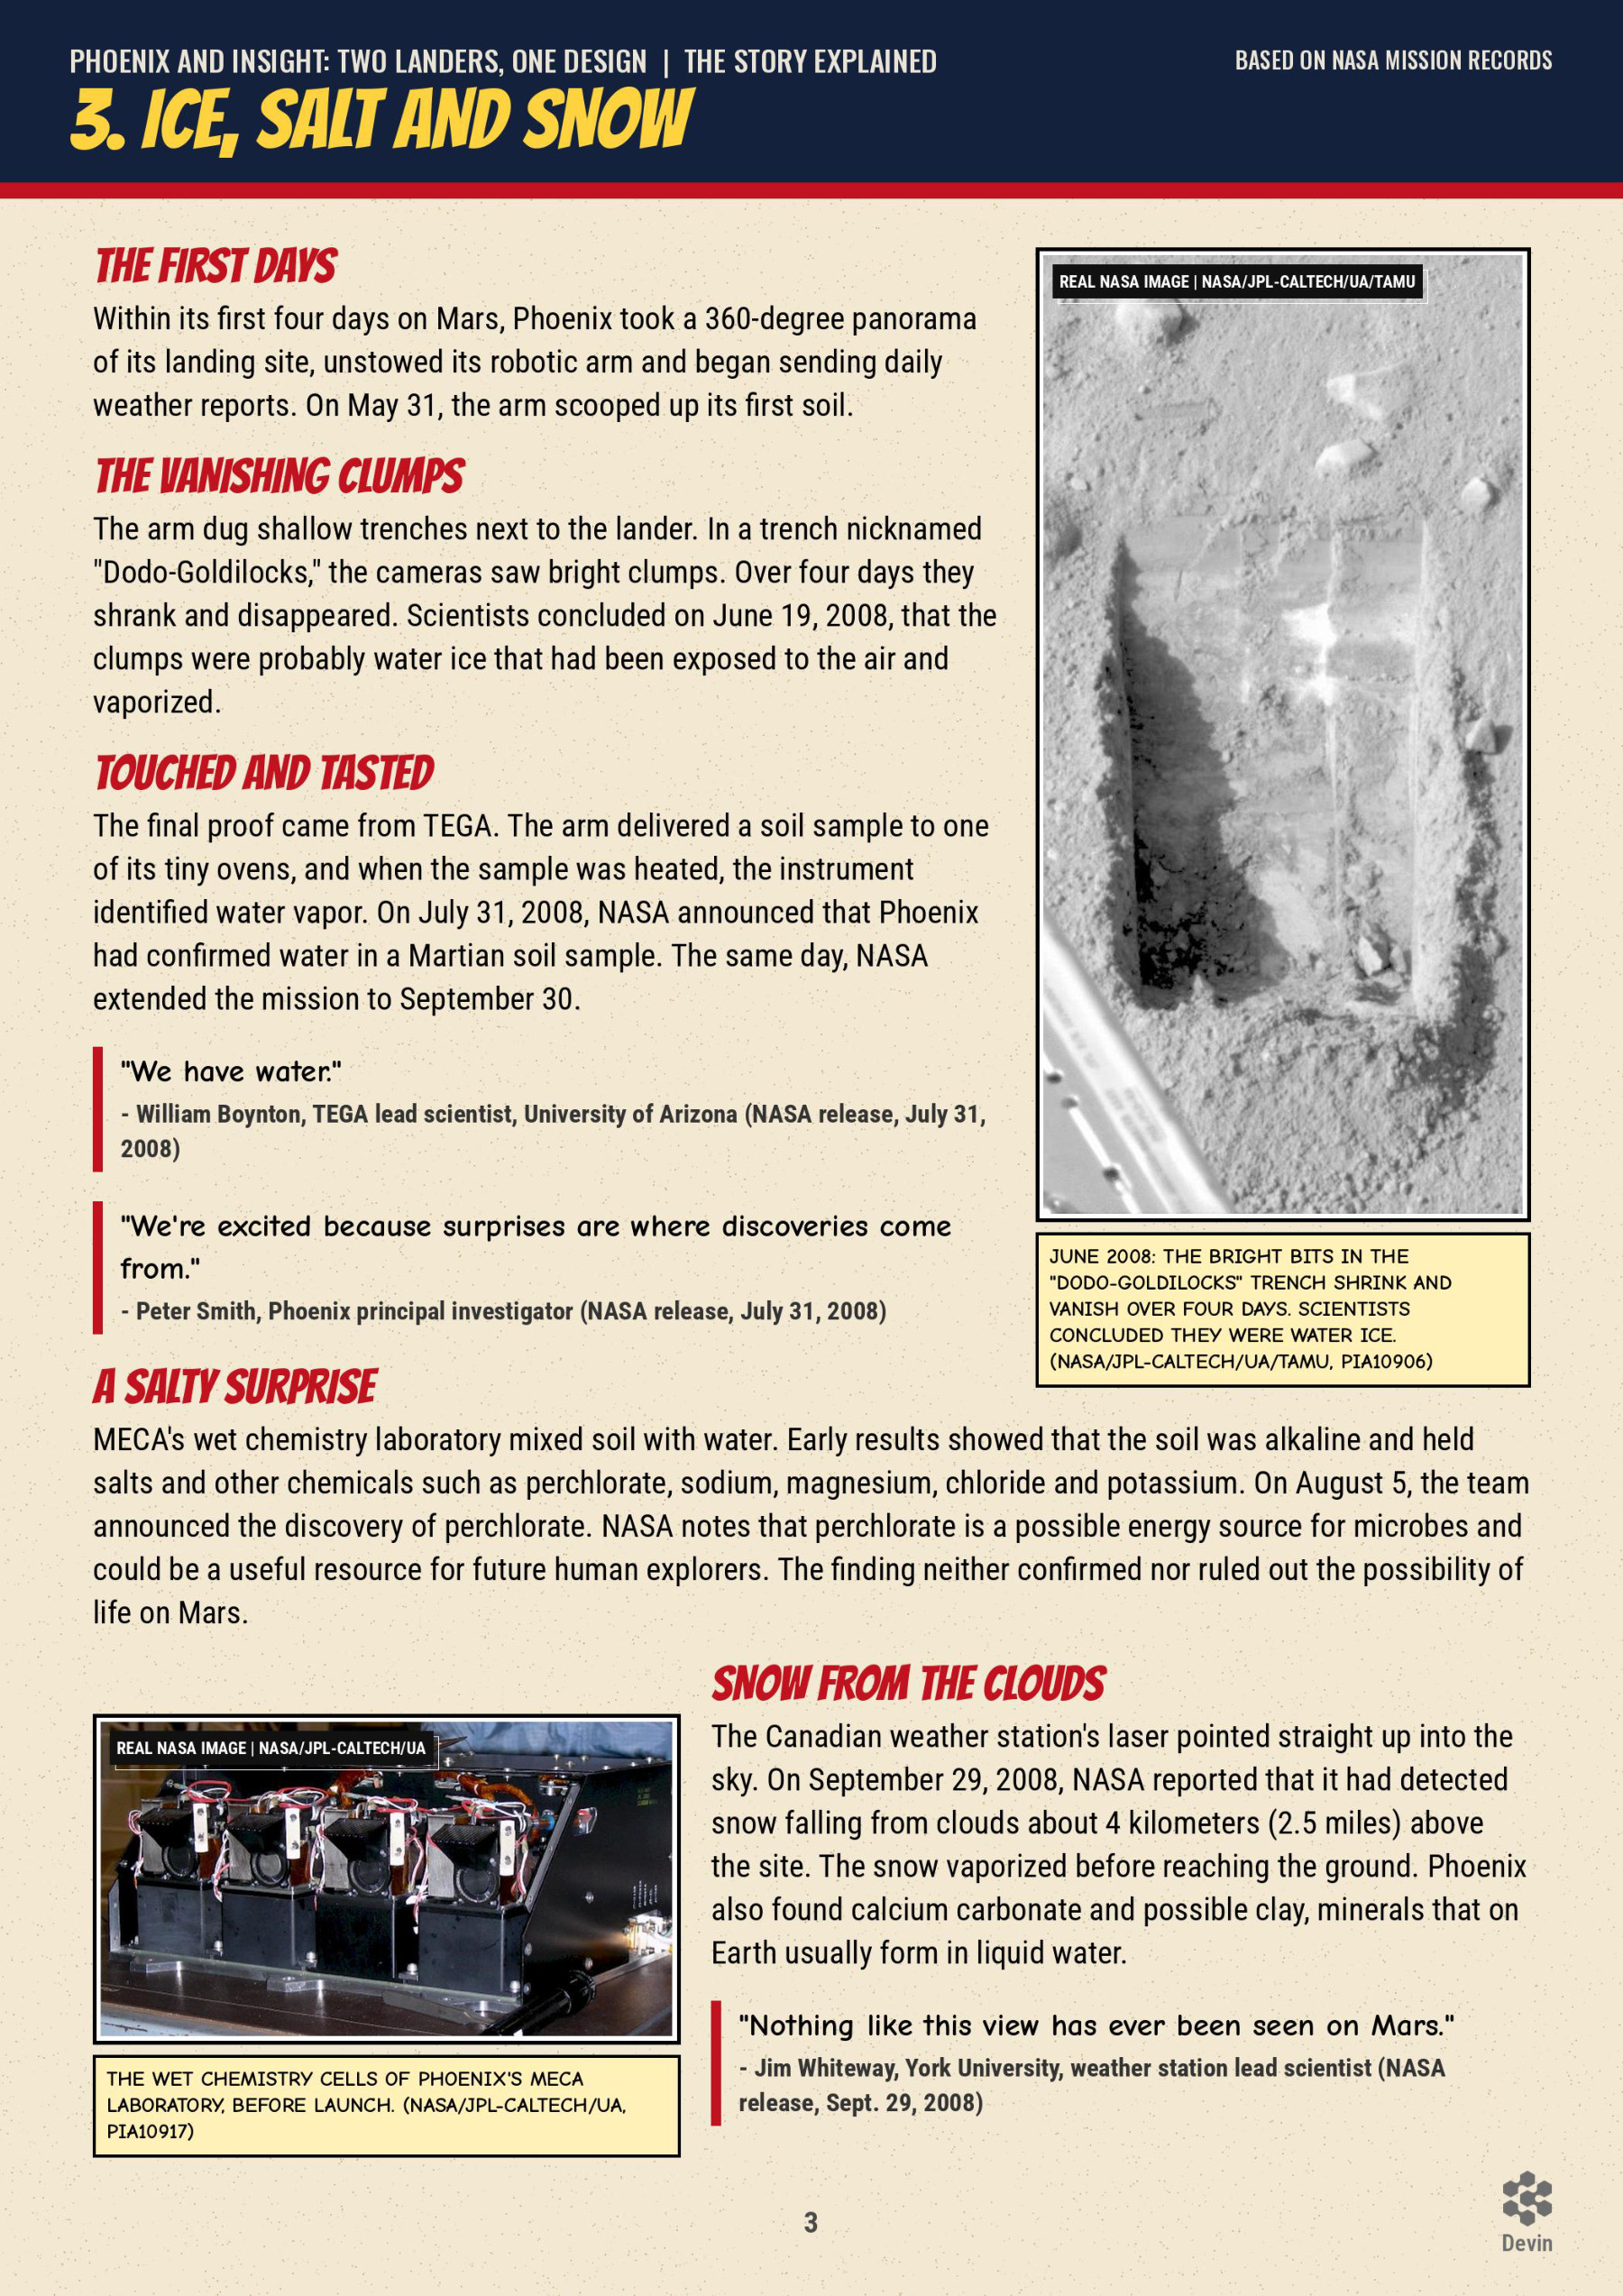 PHOENIX AND INSIGHT: TWO LANDERS, ONE DESIGN | THE STORY EXPLAINED
BASED ON NASA MISSION RECORDS
3. ICE, SALT AND SNOW
THE FIRST DAYS
Within its first four days on Mars, Phoenix took a 360-degree panorama
of its landing site, unstowed its robotic arm and began sending daily
weather reports. On May 31, the arm scooped up its first soil.
THE VANISHING CLUMPS
The arm dug shallow trenches next to the lander. In a trench nicknamed
"Dodo-Goldilocks," the cameras saw bright clumps. Over four days they
shrank and disappeared. Scientists concluded on June 19, 2008, that the
clumps were probably water ice that had been exposed to the air and
vaporized.
TOUCHED AND TASTED
The final proof came from TEGA. The arm delivered a soil sample to one
of its tiny ovens, and when the sample was heated, the instrument
identified water vapor. On July 31, 2008, NASA announced that Phoenix
had confirmed water in a Martian soil sample. The same day, NASA
extended the mission to September 30.
"We have water."
- William Boynton, TEGA lead scientist, University of Arizona (NASA release, July 31,
2008)
"We're excited because surprises are where discoveries come
from."
- Peter Smith, Phoenix principal investigator (NASA release, July 31, 2008)
REAL NASA IMAGE | NASA/JPL-CALTECH/UA/TAMU
JUNE 2008: THE BRIGHT BITS IN THE
"DODO-GOLDILOCKS" TRENCH SHRINK AND
VANISH OVER FOUR DAYS. SCIENTISTS
CONCLUDED THEY WERE WATER ICE.
(NASA/JPL-CALTECH/UA/TAMU, PIA10906)
A SALTY SURPRISE
MECA's wet chemistry laboratory mixed soil with water. Early results showed that the soil was alkaline and held
salts and other chemicals such as perchlorate, sodium, magnesium, chloride and potassium. On August 5, the team
announced the discovery of perchlorate. NASA notes that perchlorate is a possible energy source for microbes and
could be a useful resource for future human explorers. The finding neither confirmed nor ruled out the possibility of
life on Mars.
REAL NASA IMAGE | NASA/JPL-CALTECH/UA
THE WET CHEMISTRY CELLS OF PHOENIX'S MECA
LABORATORY, BEFORE LAUNCH. (NASA/JPL-CALTECH/UA,
PIA10917)
SNOW FROM THE CLOUDS
The Canadian weather station's laser pointed straight up into the
sky. On September 29, 2008, NASA reported that it had detected
snow falling from clouds about 4 kilometers (2.5 miles) above
the site. The snow vaporized before reaching the ground. Phoenix
also found calcium carbonate and possible clay, minerals that on
Earth usually form in liquid water.
"Nothing like this view has ever been seen on Mars."
- Jim Whiteway, York University, weather station lead scientist (NASA
release, Sept. 29, 2008)
3
Devin